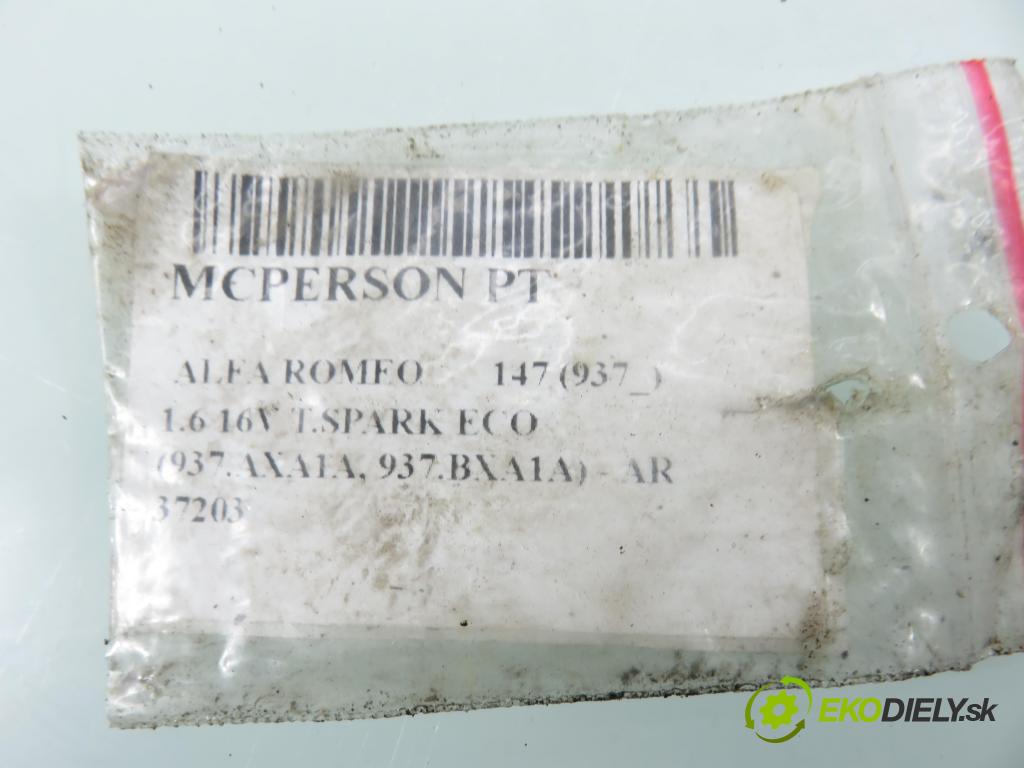 MCPERSON PT
ALFA ROMEO 147 (937_)
1.6 16V T.SPARK ECO
(937.AXA1A, 937.BXA1A) - AR
37203
EKODIELY.sk